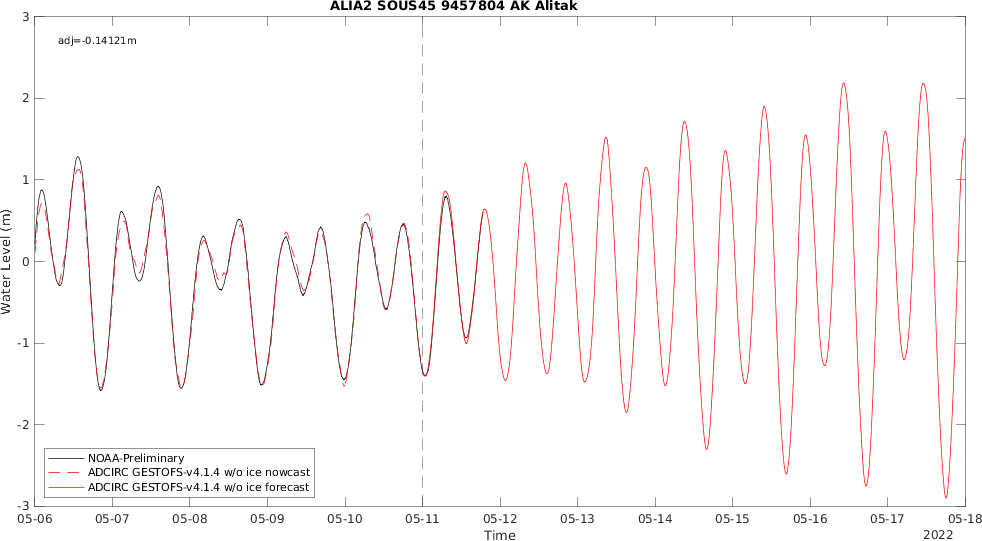 ALIA2 SOUS45 9457804 AK Alitak
adj=-0.14121m
3
2
1
0
-1
-2
-3
Water Level (m)
NOAA-Preliminary
ADCIRC GESTOFS-v4.1.4 w/o ice nowcast
ADCIRC GESTOFS-v4.1.4 w/o ice forecast
05-06 05-07 05-08 05-09 05-10 05-11 05-12 05-13 05-14 05-15 05-16 05-17 05-18
Time
2022